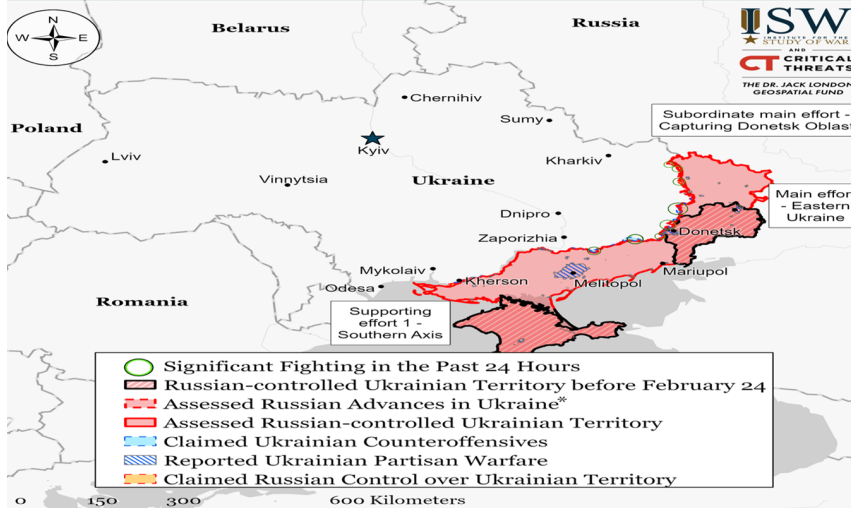 Belarus
Russia
N
W
E
S
ISW
INSTITUTE FOR THE
STUDY OF WAR
AND
CT CRITICAL
THREATS
THE DR. JACK LONDON
GEOSPATIAL FUND
Chernihiv
Subordinate main effort -
Capturing Donetsk Oblast
Sumy
Poland
Kyiv
Lviv
Kharkiv
Vinnytsia
Ukraine
Main effor
- Eastern
Ukraine
Dnipro
Donetsk
Zaporizhia
Mykolaiv
Mariupol
Kherson
Melitopol
Odesa
Romania
Supporting
effort 1 -
Southern Axis
Significant Fighting in the Past 24 Hours
Russian-controlled Ukrainian Territory before February 24
Assessed Russian Advances in Ukraine*
Assessed Russian-controlled Ukrainian Territory
Claimed Ukrainian Counteroffensives
Reported Ukrainian Partisan Warfare
Claimed Russian Control over Ukrainian Territory
0 150 300 600 Kilometers